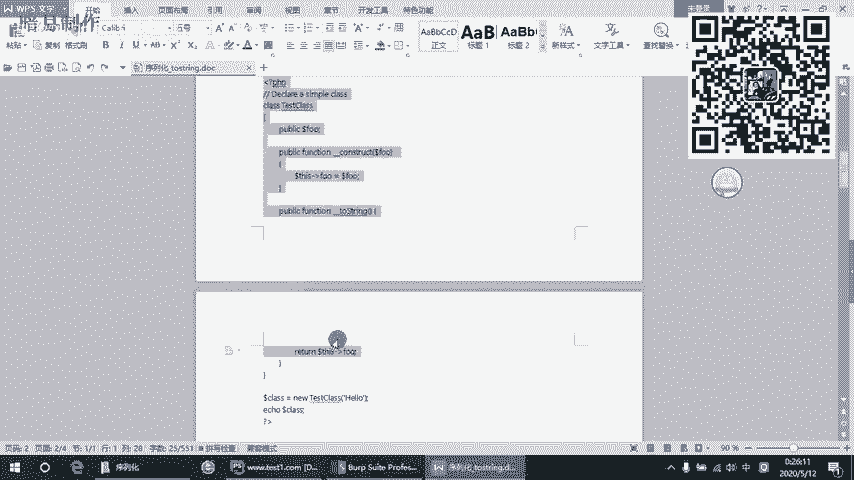 暗月制作
WPS 文字
开始 插入 页面布局 引用 审阅 视图 章节 开发工具 特色功能
未登录
粘贴 复制 格式刷
Calibri 五号
B I U
AaBbCcD AaB AaBb(
正文 标题 1 标题 2 新样式 文字工具 查找替换
序列化_tostring.doc
<?php
// Declare a simple class
class TestClass
{
public $foo;
public function __construct($foo)
{
$this->foo = $foo;
}
public function __toString() {
return $this->foo;
}
}
$class = new TestClass('Hello');
echo $class;
?>
页码: 2 页面: 2/4 节: 1/1 行: 1 列: 20 字数: 25/551 拼写检查 兼容模式 90 %
序列化 www.test1.com [D... Burp Suite Profes... 序列化_tostring.d...
中
0:26:11
2020/5/12